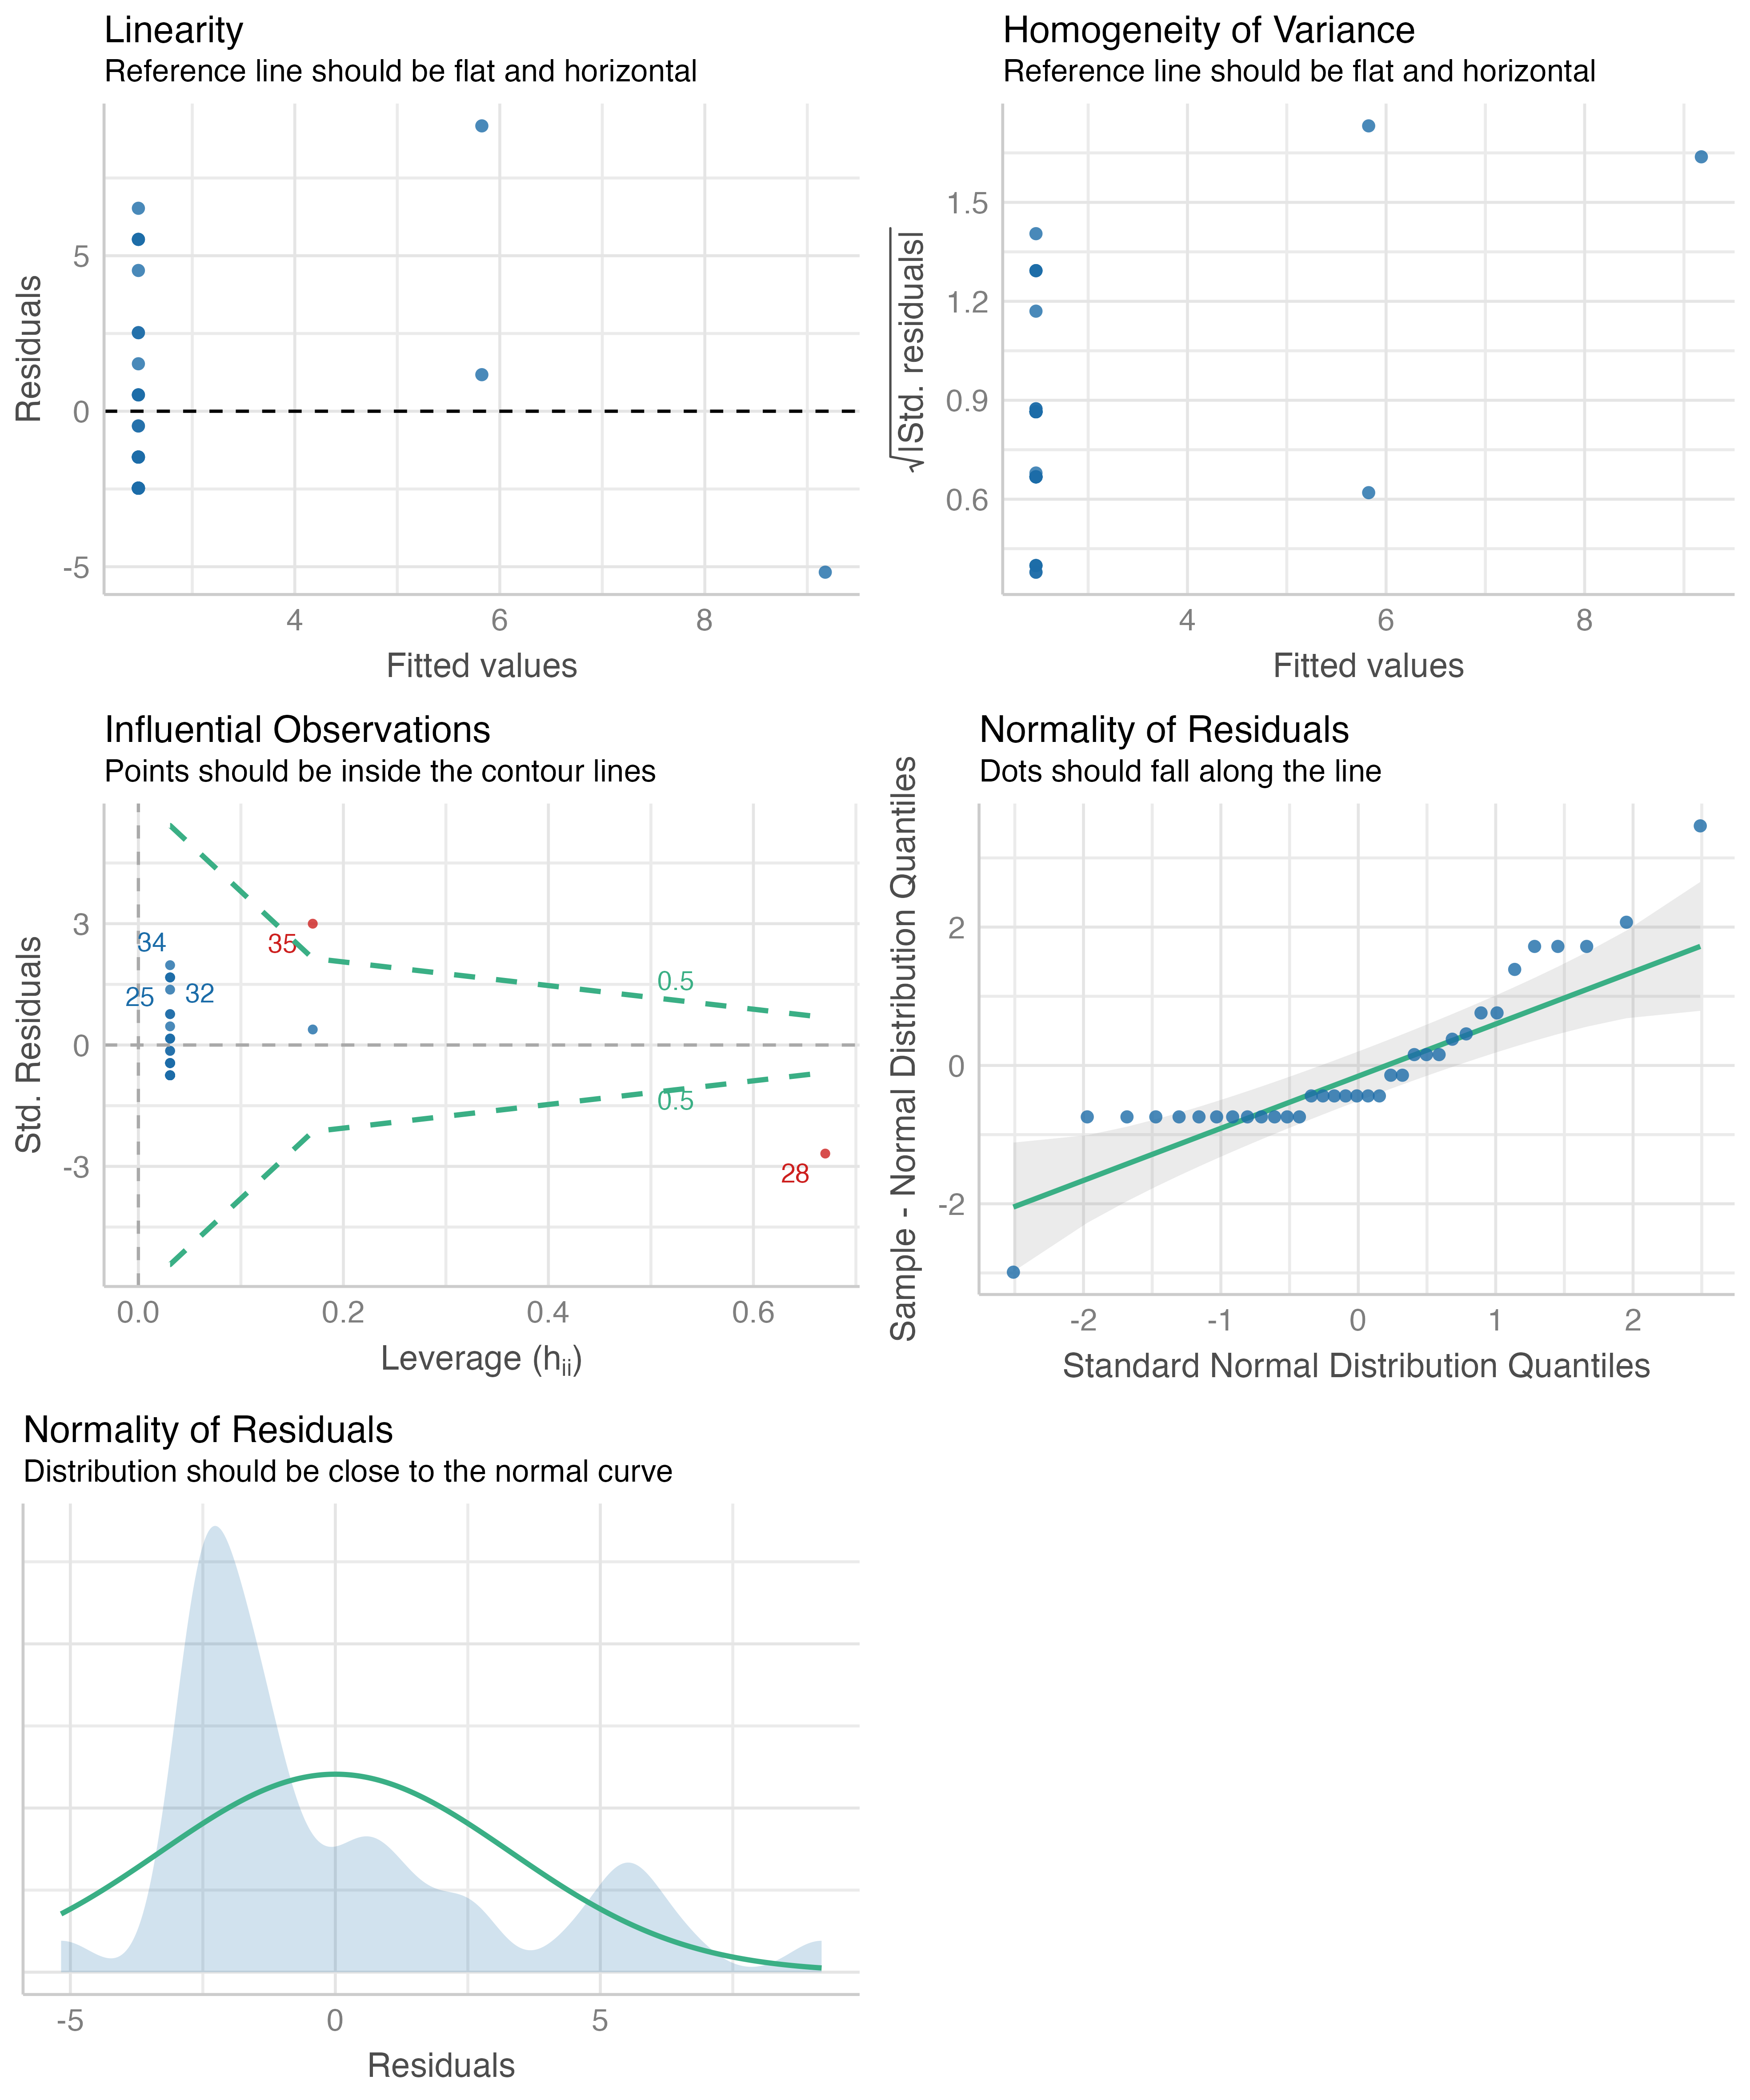 Linearity
Reference line should be flat and horizontal
Residuals
5
0
-5
4
6
8
Fitted values
Homogeneity of Variance
Reference line should be flat and horizontal
√|Std. residuals|
1.5
1.2
0.9
0.6
4
6
8
Fitted values
Influential Observations
Points should be inside the contour lines
Std. Residuals
3
0
-3
34
25
32
35
0.5
0.5
28
0.0
0.2
0.4
0.6
Leverage (hᵢᵢ)
Normality of Residuals
Dots should fall along the line
Sample - Normal Distribution Quantiles
2
0
-2
-2
-1
0
1
2
Standard Normal Distribution Quantiles
Normality of Residuals
Distribution should be close to the normal curve
-5
0
5
Residuals